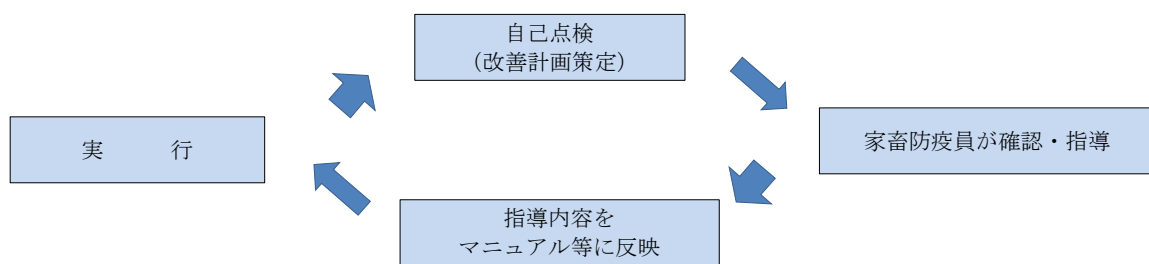 自己点検
（改善計画策定）
実　　行
家畜防疫員が確認・指導
指導内容を
マニュアル等に反映